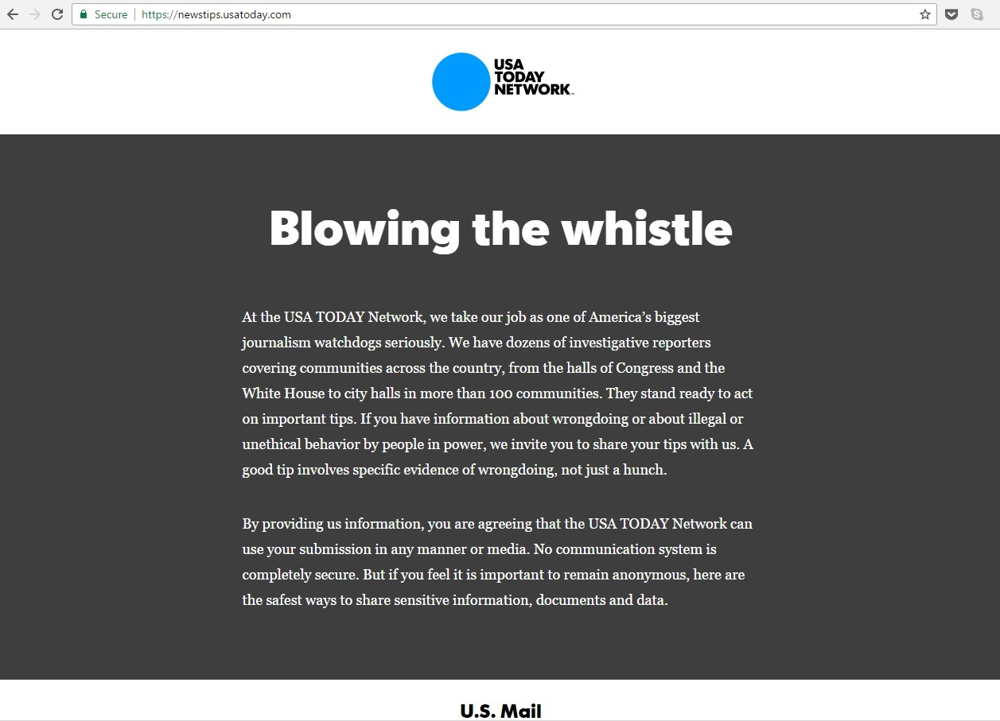 Secure | https://newstips.usatoday.com
USA
TODAY
NETWORK™
Blowing the whistle
At the USA TODAY Network, we take our job as one of America’s biggest
journalism watchdogs seriously. We have dozens of investigative reporters
covering communities across the country, from the halls of Congress and the
White House to city halls in more than 100 communities. They stand ready to act
on important tips. If you have information about wrongdoing or about illegal or
unethical behavior by people in power, we invite you to share your tips with us. A
good tip involves specific evidence of wrongdoing, not just a hunch.
By providing us information, you are agreeing that the USA TODAY Network can
use your submission in any manner or media. No communication system is
completely secure. But if you feel it is important to remain anonymous, here are
the safest ways to share sensitive information, documents and data.
U.S. Mail